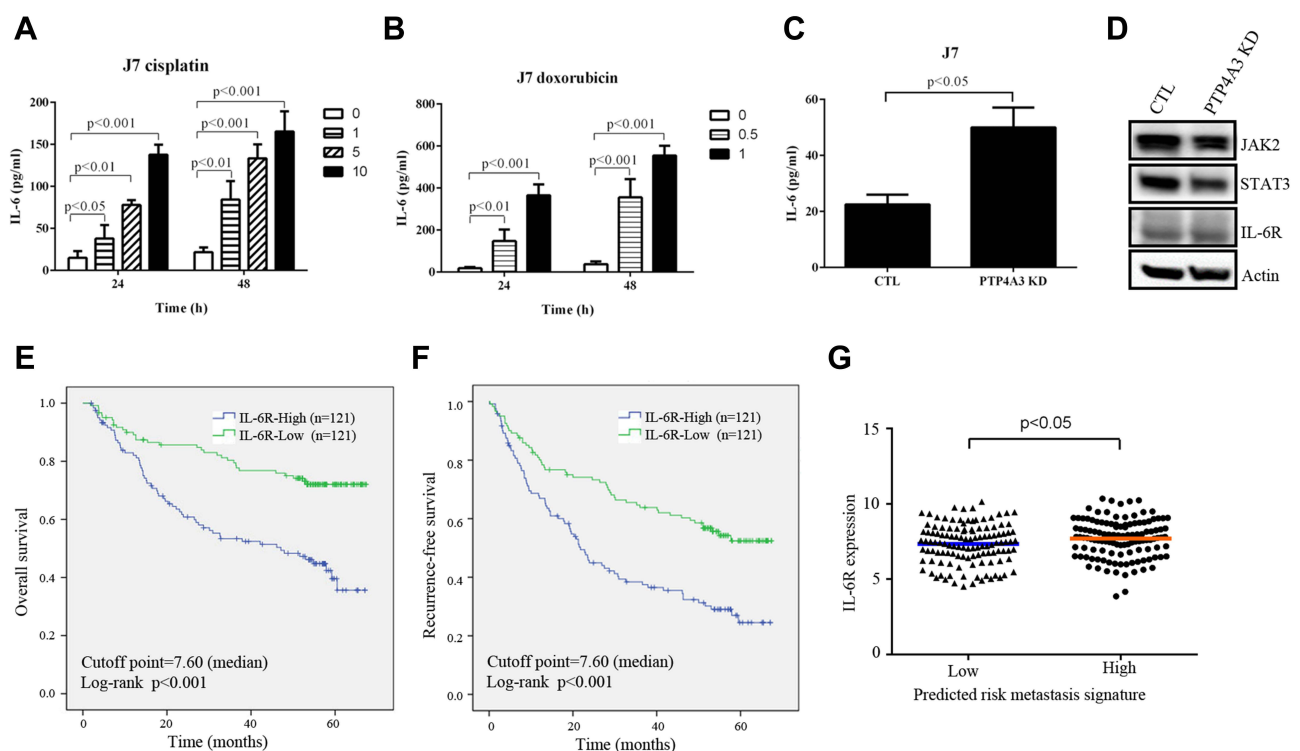 A
J7 cisplatin
200
150
100
50
0
IL-6 (pg/ml)
p<0.001
p<0.001
p<0.001
p<0.01
p<0.01
p<0.05
0
1
5
10
24
48
Time (h)
B
J7 doxorubicin
800
600
400
200
0
IL-6 (pg/ml)
p<0.001
p<0.001
p<0.001
p<0.01
0
0.5
1
24
48
Time (h)
C
J7
p<0.05
60
40
20
0
IL-6 (pg/ml)
CTL
PTP4A3 KD
D
CTL
PTP4A3 KD
JAK2
STAT3
IL-6R
Actin
E
1.0
0.8
0.6
0.4
0.2
0.0
Overall survival
IL-6R-High (n=121)
IL-6R-Low (n=121)
Cutoff point=7.60 (median)
Log-rank p<0.001
0
20
40
60
Time (months)
F
1.0
0.8
0.6
0.4
0.2
0.0
Recurrence-free survival
IL-6R-High (n=121)
IL-6R-Low (n=121)
Cutoff point=7.60 (median)
Log-rank p<0.001
0
20
40
60
Time (months)
G
p<0.05
15
10
5
0
IL-6R expression
Low
High
Predicted risk metastasis signature